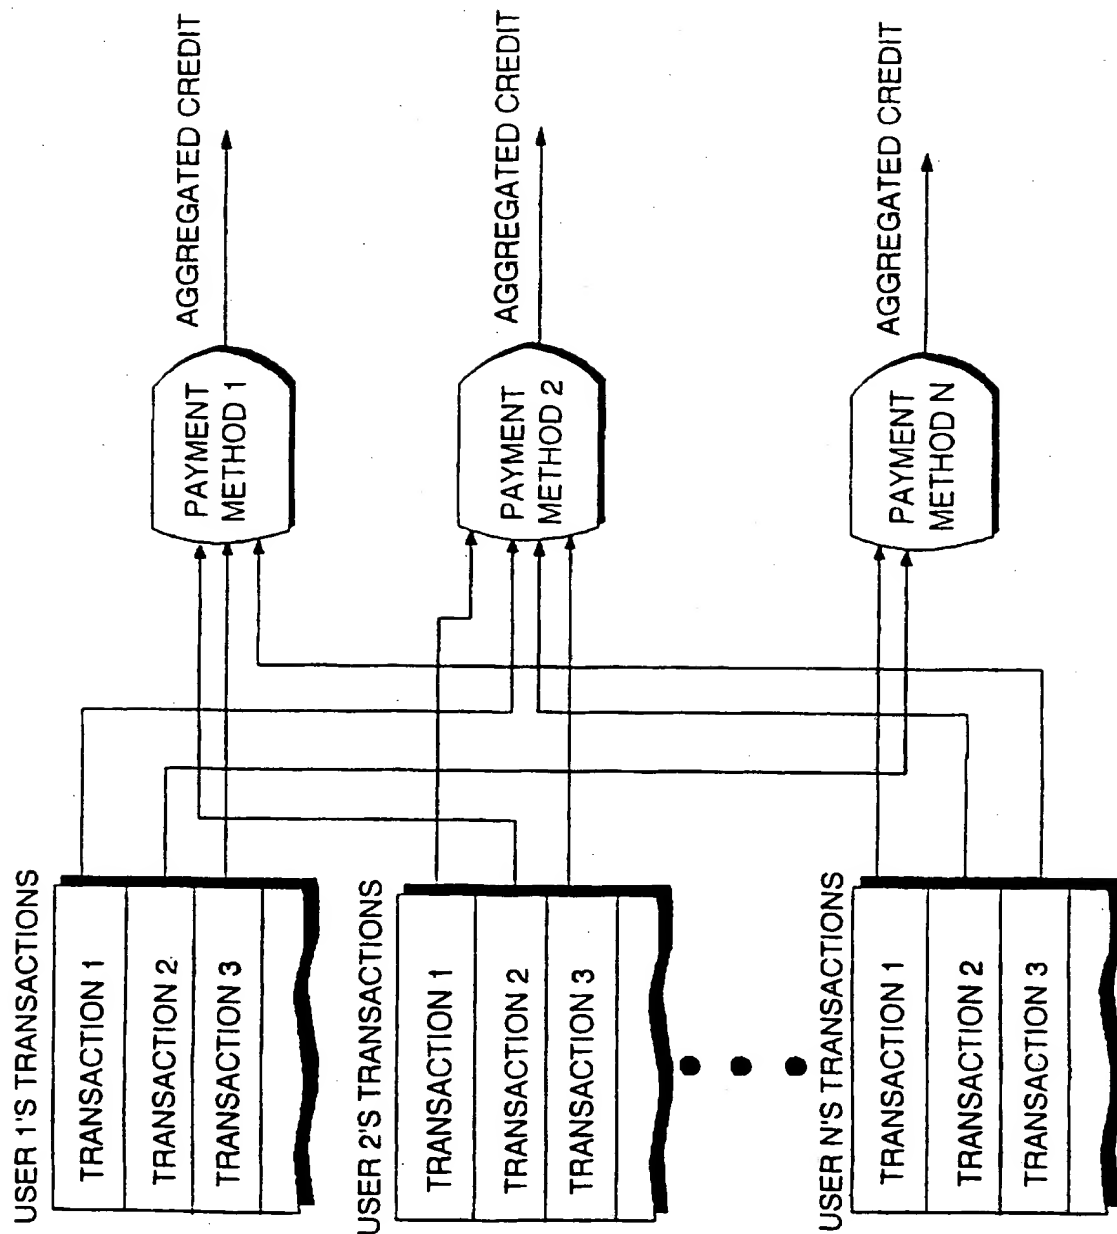 USER 1'S TRANSACTIONS
TRANSACTION 1
TRANSACTION 2
TRANSACTION 3
USER 2'S TRANSACTIONS
TRANSACTION 1
TRANSACTION 2
TRANSACTION 3
USER N'S TRANSACTIONS
TRANSACTION 1
TRANSACTION 2
TRANSACTION 3
PAYMENT
METHOD 1
AGGREGATED CREDIT
PAYMENT
METHOD 2
AGGREGATED CREDIT
PAYMENT
METHOD N
AGGREGATED CREDIT